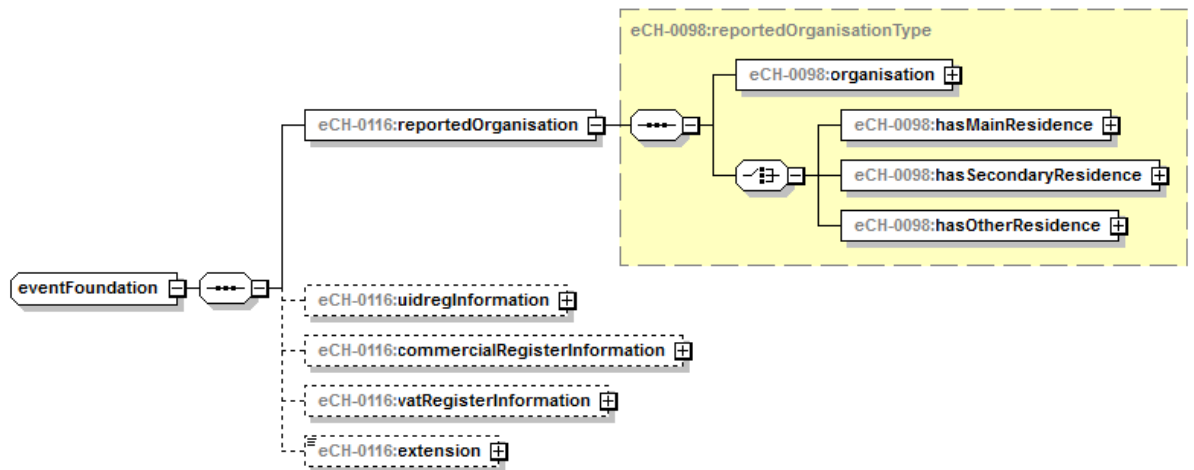 eCH-0098:reportedOrganisationType
eCH-0098:organisation
eCH-0116:reportedOrganisation
eCH-0098:hasMainResidence
eCH-0098:hasSecondaryResidence
eCH-0098:hasOtherResidence
eventFoundation
eCH-0116:uidregInformation
eCH-0116:commercialRegisterInformation
eCH-0116:vatRegisterInformation
eCH-0116:extension